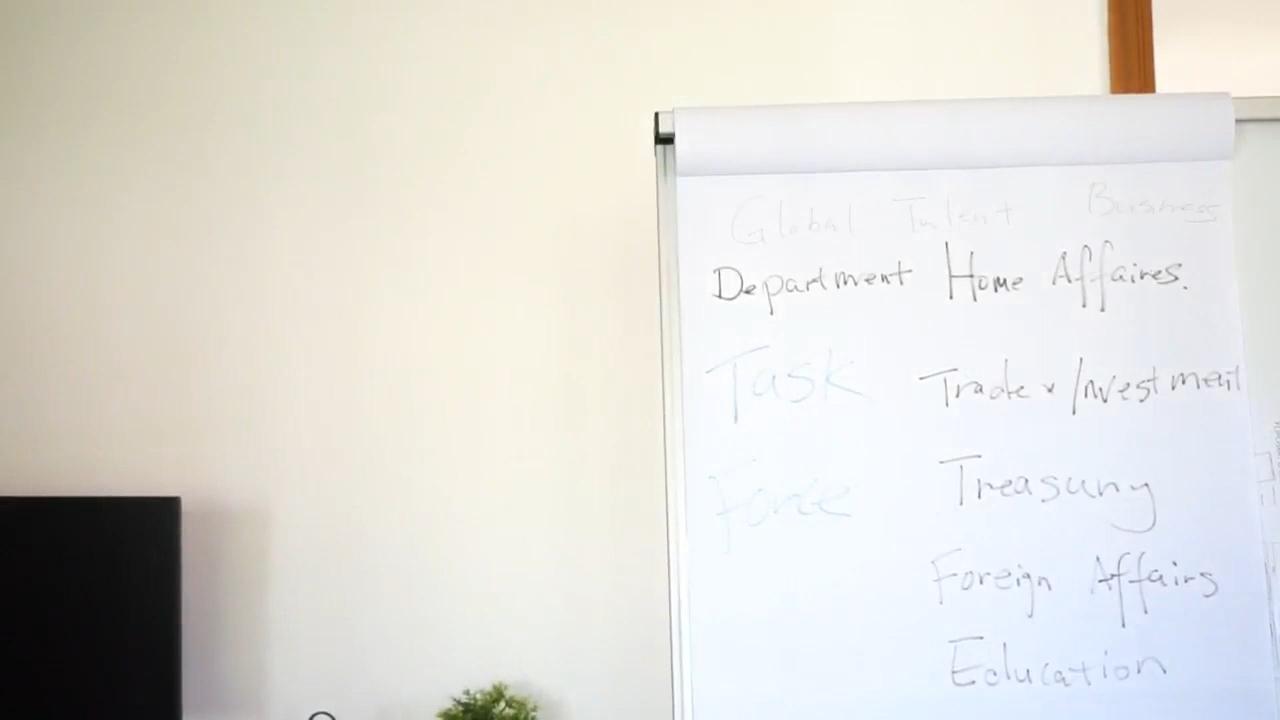 Global Talent Business
Department Home Affaires.
Task Trade & Investment
Force Treasury
Foreign Affairs
Education